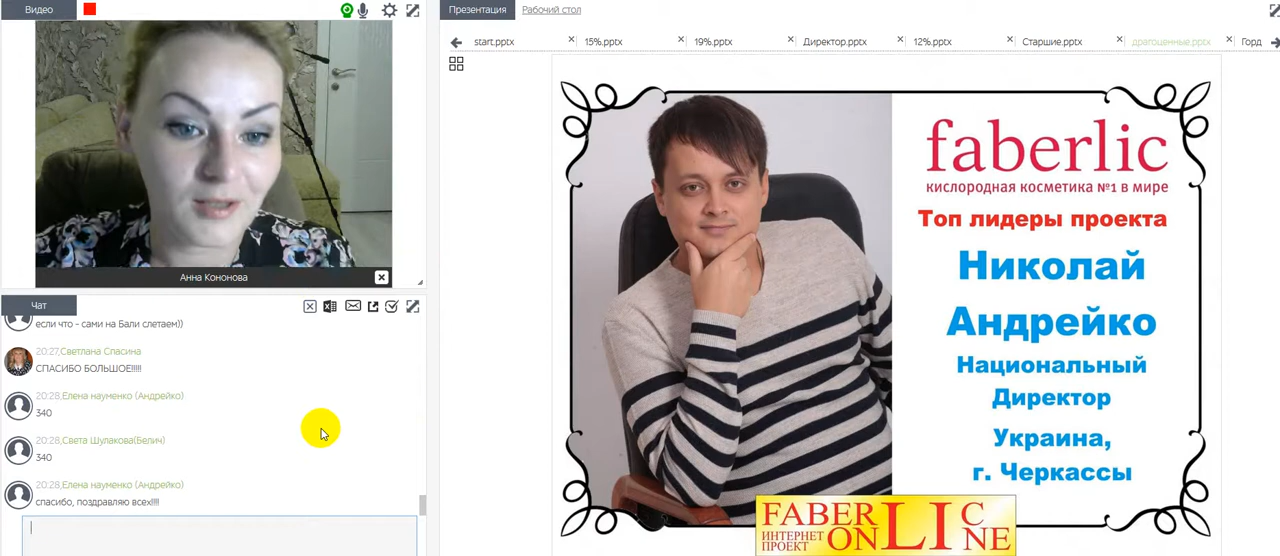 Видео
Анна Кононова
Чат
если что - сами на Бали слетаем))
20:27,Светлана Спасина
СПАСИБО БОЛЬШОЕ!!!!!
20:28,Елена науменко (Андрейко)
340
20:28,Света Шулакова(Белич)
340
20:28,Елена науменко (Андрейко)
спасибо, поздравляю всех!!!!
Презентация Рабочий стол
start.pptx 15%.pptx 19%.pptx Директор.pptx 12%.pptx Старшие.pptx драгоценные.pptx Горд
faberlic
кислородная косметика №1 в мире
Топ лидеры проекта
Николай
Андрейко
Национальный
Директор
Украина,
г. Черкассы
FABERLIC
ИНТЕРНЕТ
ПРОЕКТ
ONLINE